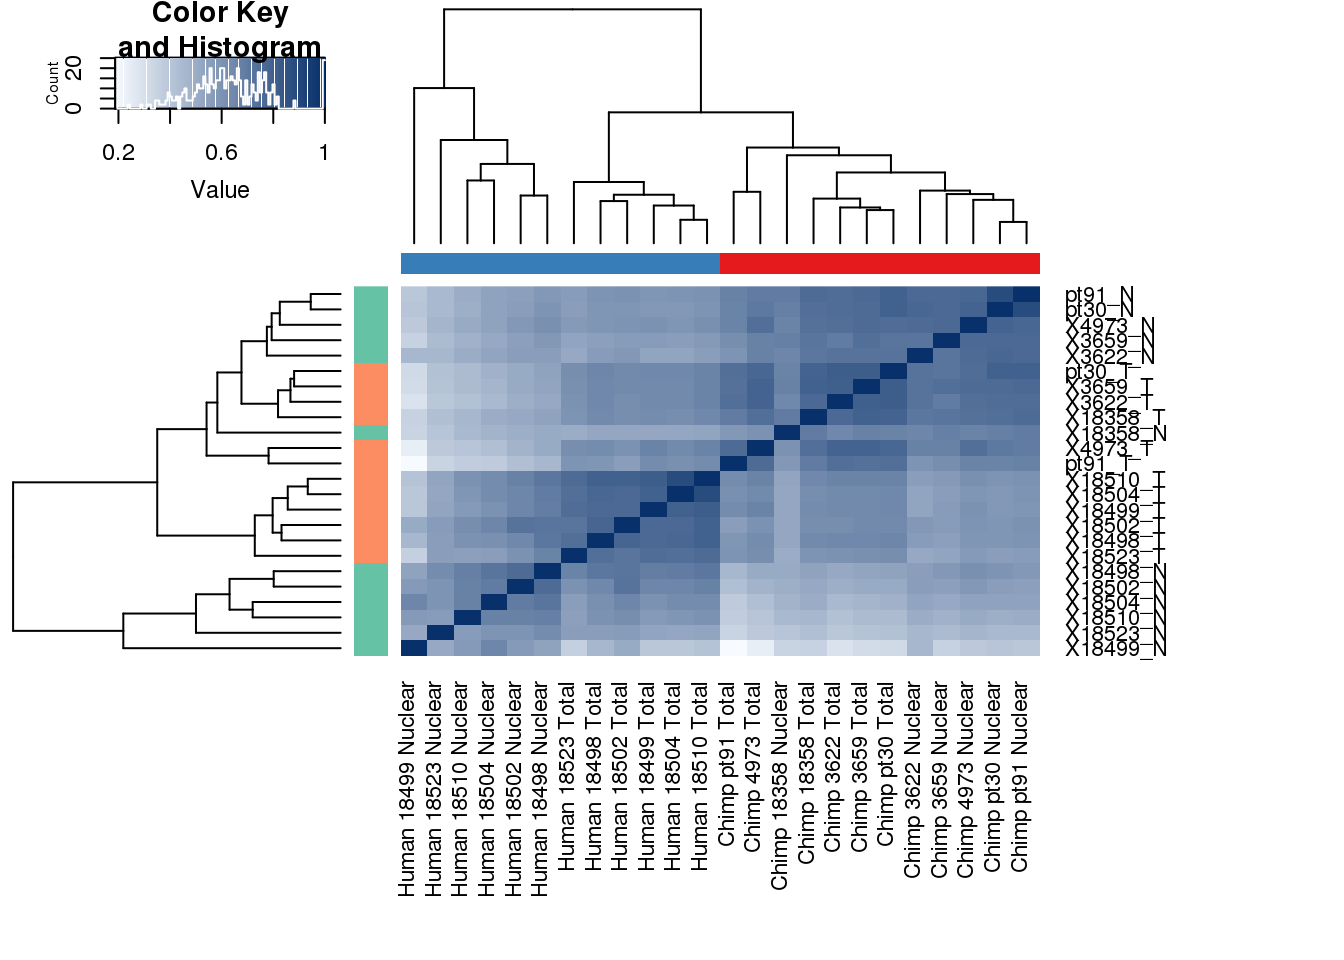 Color Key
and Histogram
Count
0 20
0.2 0.6 1
Value
pt91_N
pt30_N
X4973_N
X3659_N
X3622_N
pt30_T
X3659_T
X3622_T
X18358_T
X18358_N
X4973_T
pt91_T
X18510_T
X18504_T
X18499_T
X18502_T
X18498_T
X18523_T
X18498_N
X18502_N
X18504_N
X18510_N
X18523_N
X18499_N
Human 18499 Nuclear
Human 18523 Nuclear
Human 18510 Nuclear
Human 18504 Nuclear
Human 18502 Nuclear
Human 18498 Nuclear
Human 18523 Total
Human 18498 Total
Human 18502 Total
Human 18499 Total
Human 18504 Total
Human 18510 Total
Chimp pt91 Total
Chimp 4973 Total
Chimp 18358 Nuclear
Chimp 18358 Total
Chimp 3622 Total
Chimp 3659 Total
Chimp pt30 Total
Chimp 3622 Nuclear
Chimp 3659 Nuclear
Chimp 4973 Nuclear
Chimp pt30 Nuclear
Chimp pt91 Nuclear